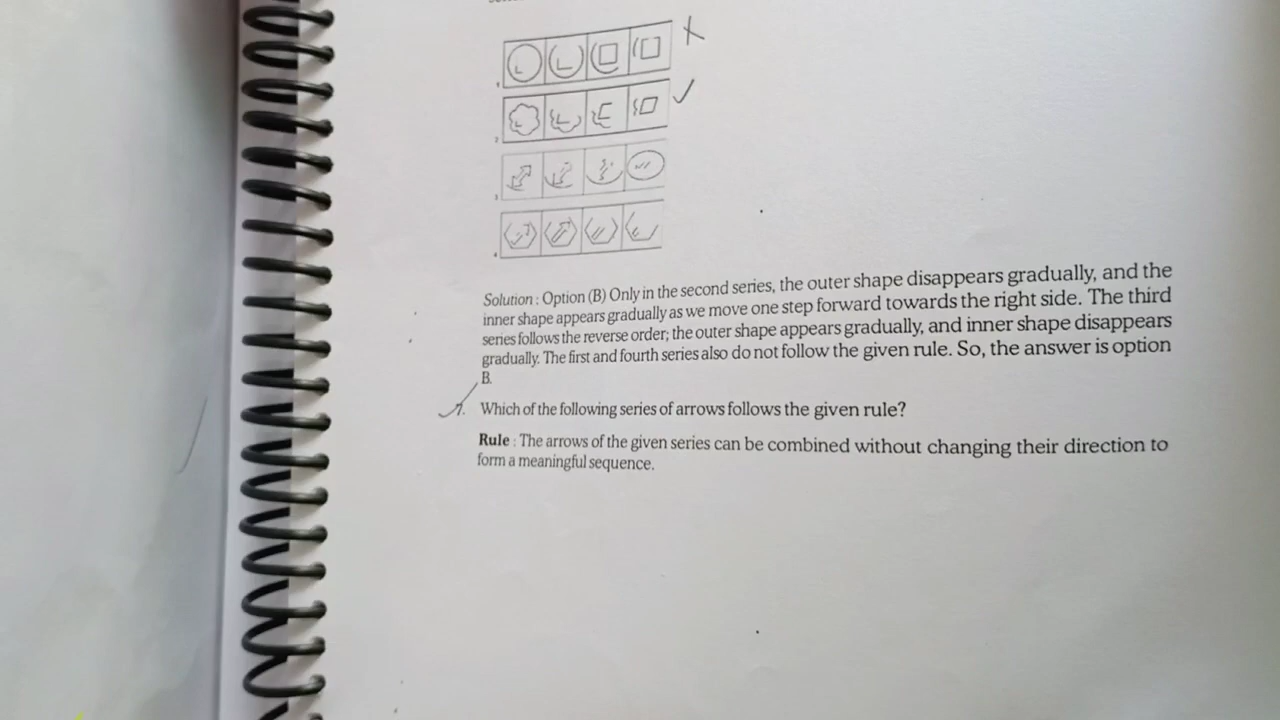 1
2
3
4
Solution : Option (B) Only in the second series, the outer shape disappears gradually, and the
inner shape appears gradually as we move one step forward towards the right side. The third
series follows the reverse order; the outer shape appears gradually, and inner shape disappears
gradually. The first and fourth series also do not follow the given rule. So, the answer is option
B.
7. Which of the following series of arrows follows the given rule?
Rule : The arrows of the given series can be combined without changing their direction to
form a meaningful sequence.